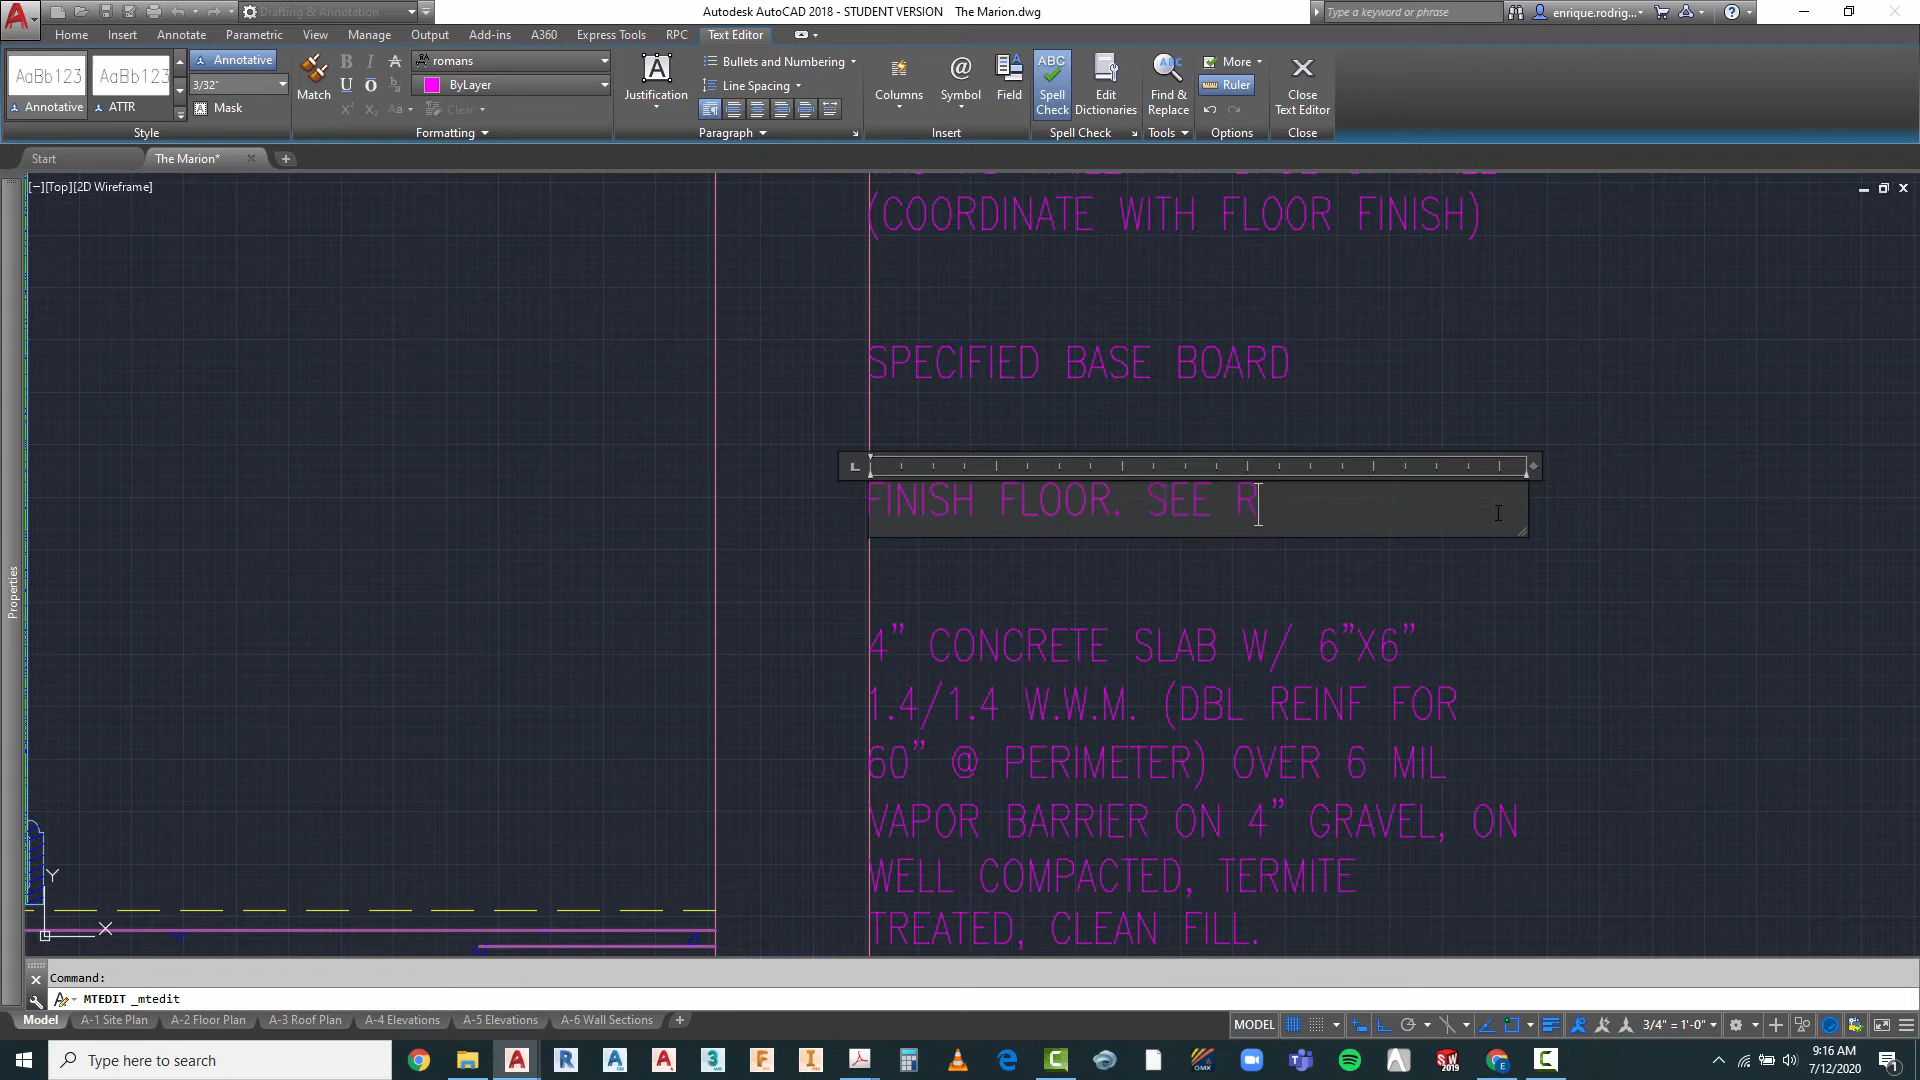 Drafting & Annotation
Autodesk AutoCAD 2018 - STUDENT VERSION The Marion.dwg
Type a keyword or phrase
enrique.rodrig...
Home Insert Annotate Parametric View Manage Output Add-ins A360 Express Tools RPC Text Editor
AaBb123 AaBb123
Annotative ATTR
Annotative
3/32"
Mask
Style
Match
romans
ByLayer
Clear
Formatting
Justification
Bullets and Numbering
Line Spacing
Paragraph
Columns
Symbol
Field
Insert
ABC
Spell Check
Edit Dictionaries
Spell Check
Find & Replace
Tools
More
Ruler
Options
Close Text Editor
Close
Start
The Marion*
[−][Top][2D Wireframe]
(COORDINATE WITH FLOOR FINISH)
SPECIFIED BASE BOARD
FINISH FLOOR. SEE R
4" CONCRETE SLAB W/ 6"X6"
1.4/1.4 W.W.M. (DBL REINF FOR
60" @ PERIMETER) OVER 6 MIL
VAPOR BARRIER ON 4" GRAVEL, ON
WELL COMPACTED, TERMITE
TREATED, CLEAN FILL.
Y
X
Properties
Command:
MTEDIT _mtedit
Model A-1 Site Plan A-2 Floor Plan A-3 Roof Plan A-4 Elevations A-5 Elevations A-6 Wall Sections
MODEL
3/4" = 1'-0"
Type here to search
9:16 AM
7/12/2020